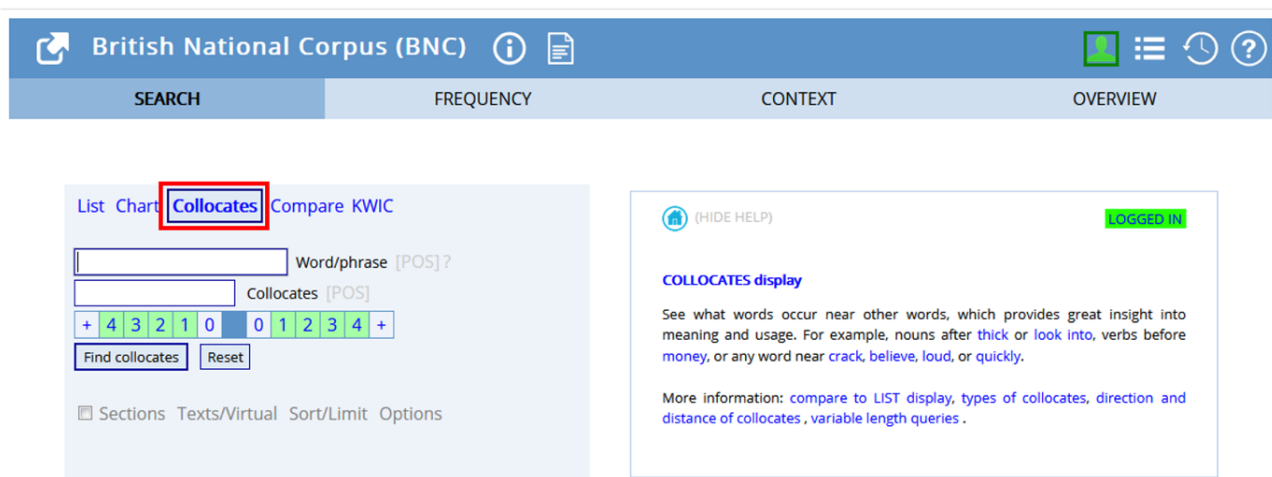 British National Corpus (BNC)
SEARCH FREQUENCY CONTEXT OVERVIEW
List Chart Collocates Compare KWIC
Word/phrase [POS] ?
Collocates [POS]
+ 4 3 2 1 0 0 1 2 3 4 +
Find collocates Reset
Sections Texts/Virtual Sort/Limit Options
(HIDE HELP) LOGGED IN
COLLOCATES display
See what words occur near other words, which provides great insight into
meaning and usage. For example, nouns after thick or look into, verbs before
money, or any word near crack, believe, loud, or quickly.
More information: compare to LIST display, types of collocates, direction and
distance of collocates , variable length queries .